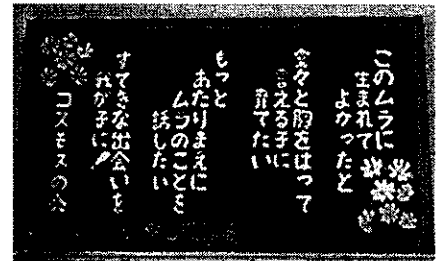 このムラに
生まれて
よかったと
堂々と胸をはって
言える子に
育てたい
もっと
あたりまえに
ムラのことを
話したい
すてきな出会いを
我が子に
コスモスの会